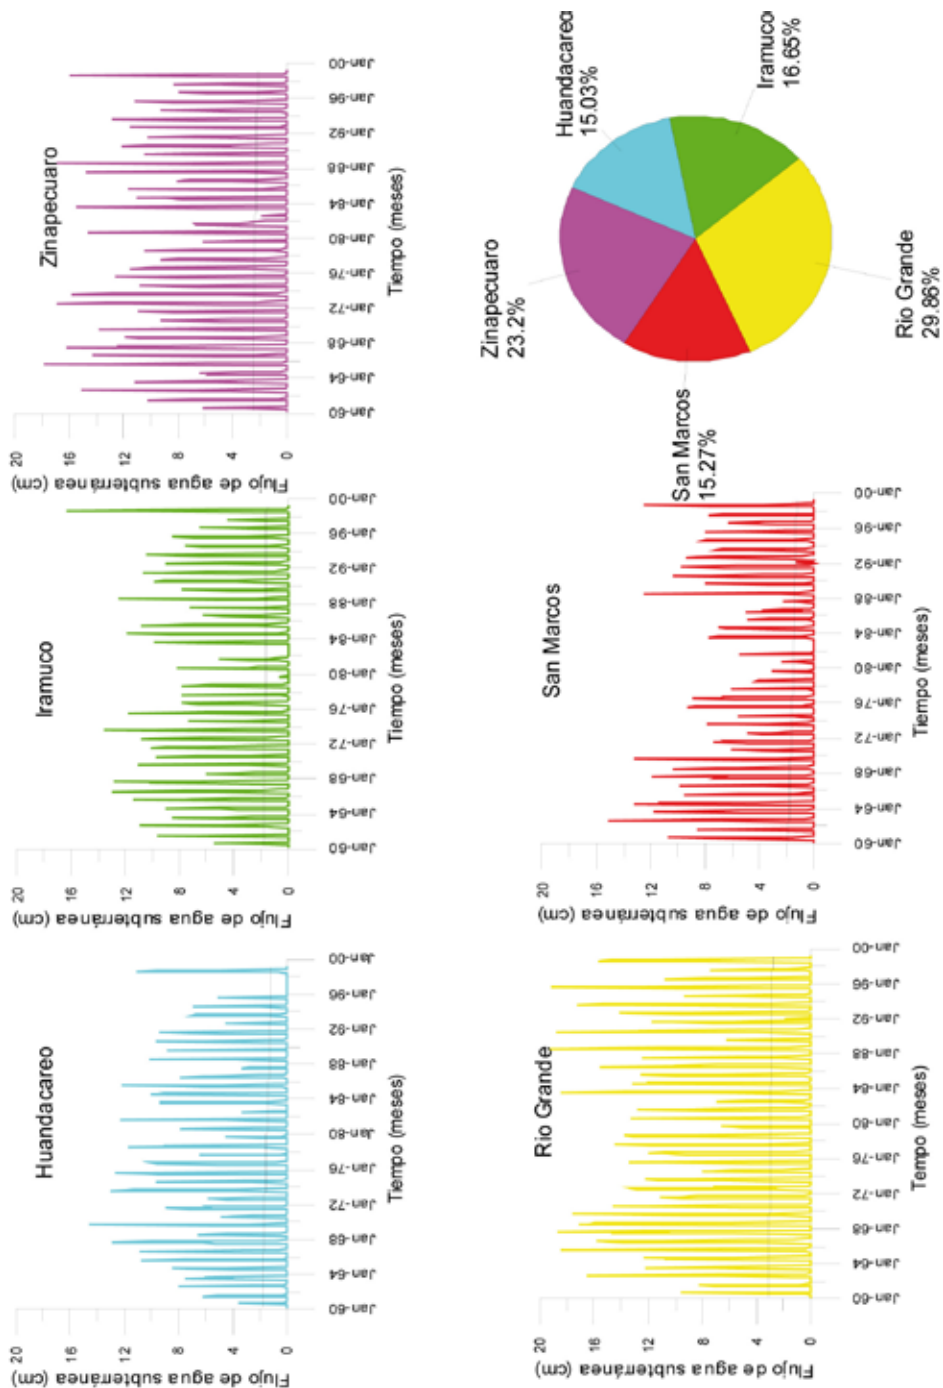 Huandacareo
Flujo de agua subterránea (cm)
20
16
12
8
4
0
Jan-60
Jan-64
Jan-68
Jan-72
Jan-76
Jan-80
Jan-84
Jan-88
Jan-92
Jan-96
Jan-00
Tiempo (meses)
Iramuco
Flujo de agua subterránea (cm)
20
16
12
8
4
0
Jan-60
Jan-64
Jan-68
Jan-72
Jan-76
Jan-80
Jan-84
Jan-88
Jan-92
Jan-96
Jan-00
Tiempo (meses)
Zinapecuaro
Flujo de agua subterránea (cm)
20
16
12
8
4
0
Jan-60
Jan-64
Jan-68
Jan-72
Jan-76
Jan-80
Jan-84
Jan-88
Jan-92
Jan-96
Jan-00
Tiempo (meses)
Rio Grande
Flujo de agua subterránea (cm)
20
16
12
8
4
0
Jan-60
Jan-64
Jan-68
Jan-72
Jan-76
Jan-80
Jan-84
Jan-88
Jan-92
Jan-96
Jan-00
Tempo (meses)
San Marcos
Flujo de agua subterránea (cm)
20
16
12
8
4
0
Jan-60
Jan-64
Jan-68
Jan-72
Jan-76
Jan-80
Jan-84
Jan-88
Jan-92
Jan-96
Jan-00
Tiempo (meses)
Zinapecuaro
23.2%
Huandacareo
15.03%
San Marcos
15.27%
Iramuco
16.65%
Rio Grande
29.86%